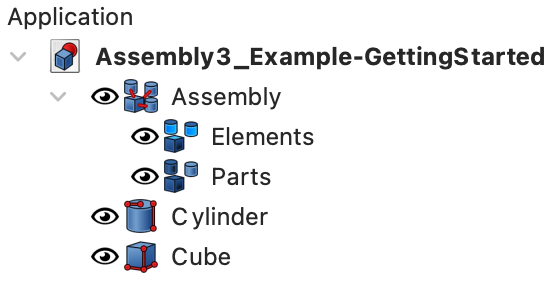 Application
Assembly3_Example-GettingStarted
Assembly
Elements
Parts
Cylinder
Cube